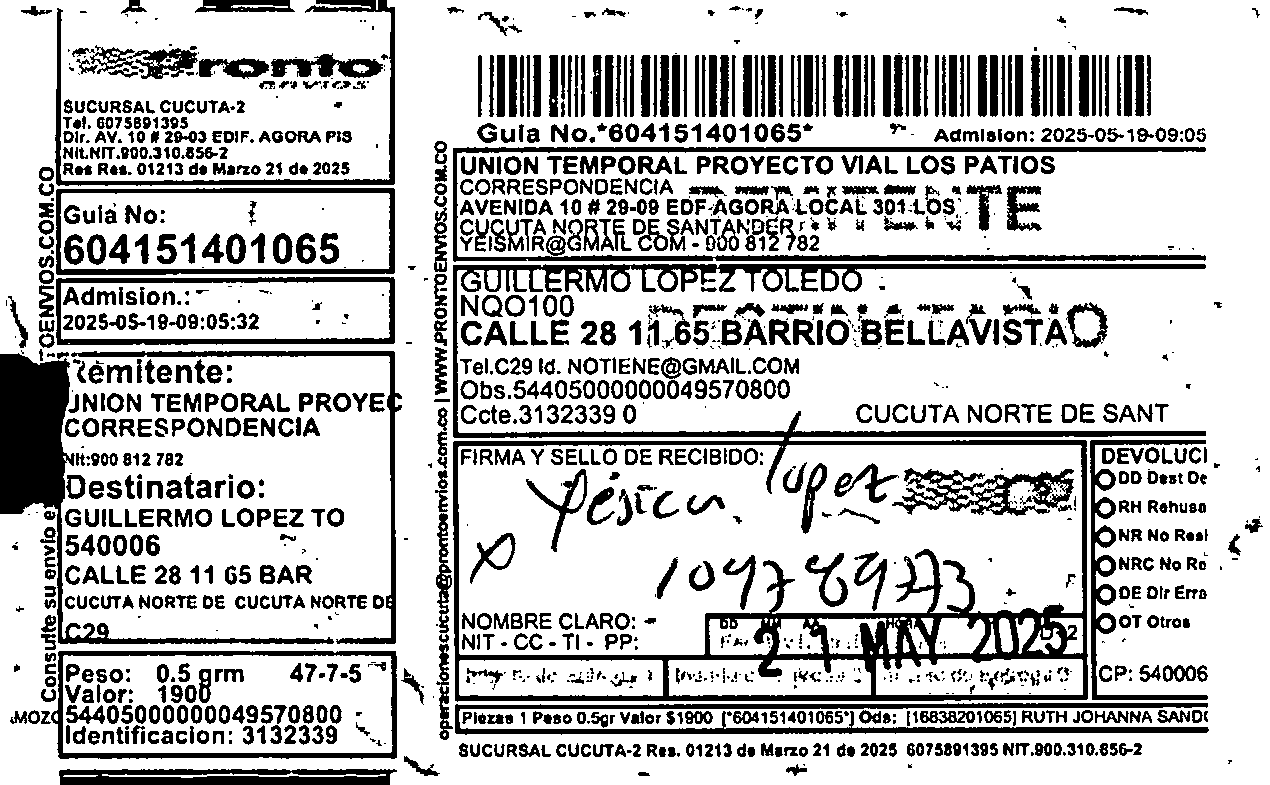 Pronto
envios
SUCURSAL CUCUTA-2
Tel. 6075891395
Dir. AV. 10 # 29-03 EDIF. AGORA PIS
Nit.NIT.900.310.856-2
Res Res. 01213 de Marzo 21 de 2025
Guia No:
604151401065
Admision.:
2025-05-19-09:05:32
Remitente:
UNION TEMPORAL PROYEC
CORRESPONDENCIA
Nit:900 812 782
Destinatario:
GUILLERMO LOPEZ TO
540006
CALLE 28 11 65 BAR
CUCUTA NORTE DE CUCUTA NORTE DE
C29
Peso: 0.5 grm 47-7-5
Valor: 1900
54405000000049570800
Identificacion: 3132339
Consulte su envio e
TOENVIOS.COM.CO
operacionescucuta@prontoenvios.com.co | WWW.PRONTOENVIOS.COM.CO
Guia No.*604151401065*
Admision: 2025-05-19-09:05
UNION TEMPORAL PROYECTO VIAL LOS PATIOS
CORRESPONDENCIA
AVENIDA 10 # 29-09 EDF AGORA LOCAL 301 LOS
CUCUTA NORTE DE SANTANDER
YEISMIR@GMAIL COM - 900 812 782
GUILLERMO LOPEZ TOLEDO
NQO100
CALLE 28 11 65 BARRIO BELLAVISTA
Tel.C29 Id. NOTIENE@GMAIL.COM
Obs.54405000000049570800
Ccte.3132339 0
CUCUTA NORTE DE SANT
FIRMA Y SELLO DE RECIBIDO:
Yésica lopez
X
NOMBRE CLARO:
NIT - CC - TI - PP:
DD MM AA HORA
21 MAY 2025
DEVOLUCI
DD Dest De
RH Rehusa
NR No Resi
NRC No Re
DE Dir Erra
OT Otros
CP: 540006
Piezas 1 Peso 0.5gr Valor $1900 [*604151401065*] Ods: [16838201065] RUTH JOHANNA SAND
SUCURSAL CUCUTA-2 Res. 01213 de Marzo 21 de 2025 6075891395 NIT.900.310.856-2